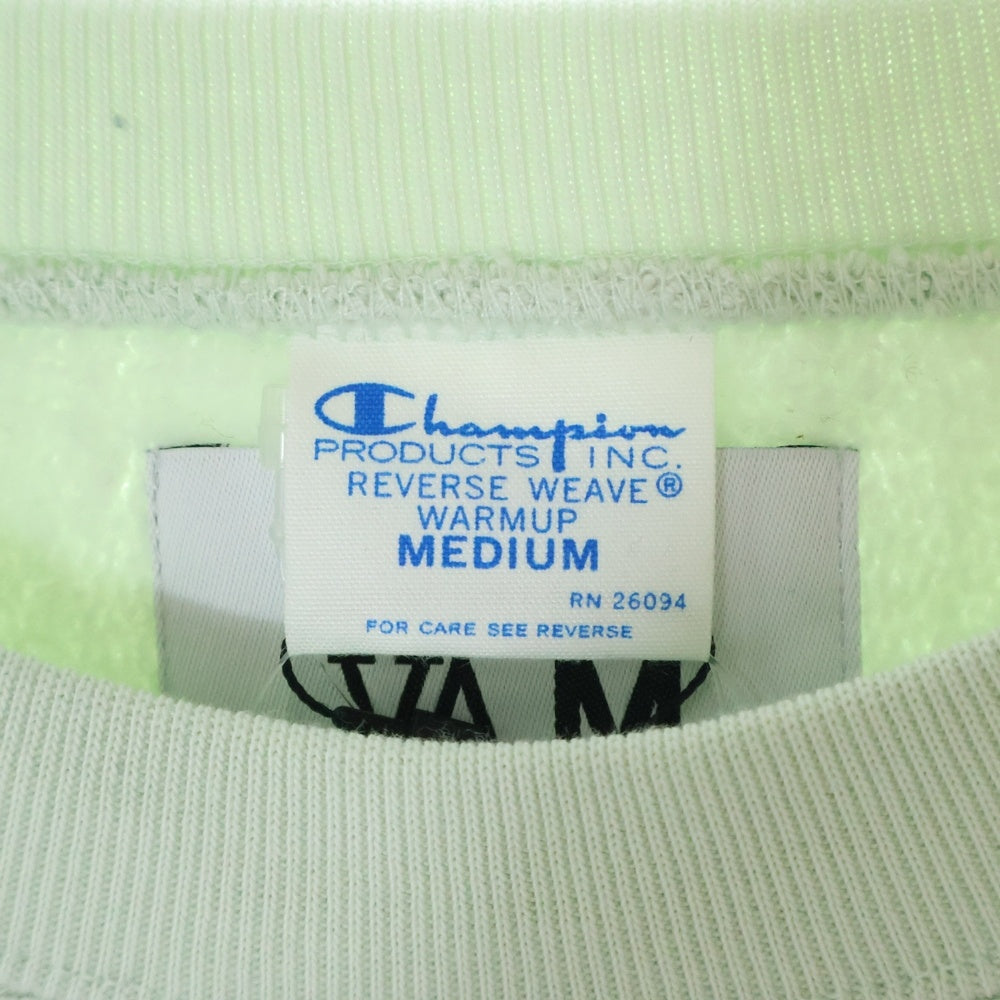 Champion
PRODUCTS INC.
REVERSE WEAVE®
WARMUP
MEDIUM
RN 26094
FOR CARE SEE REVERSE